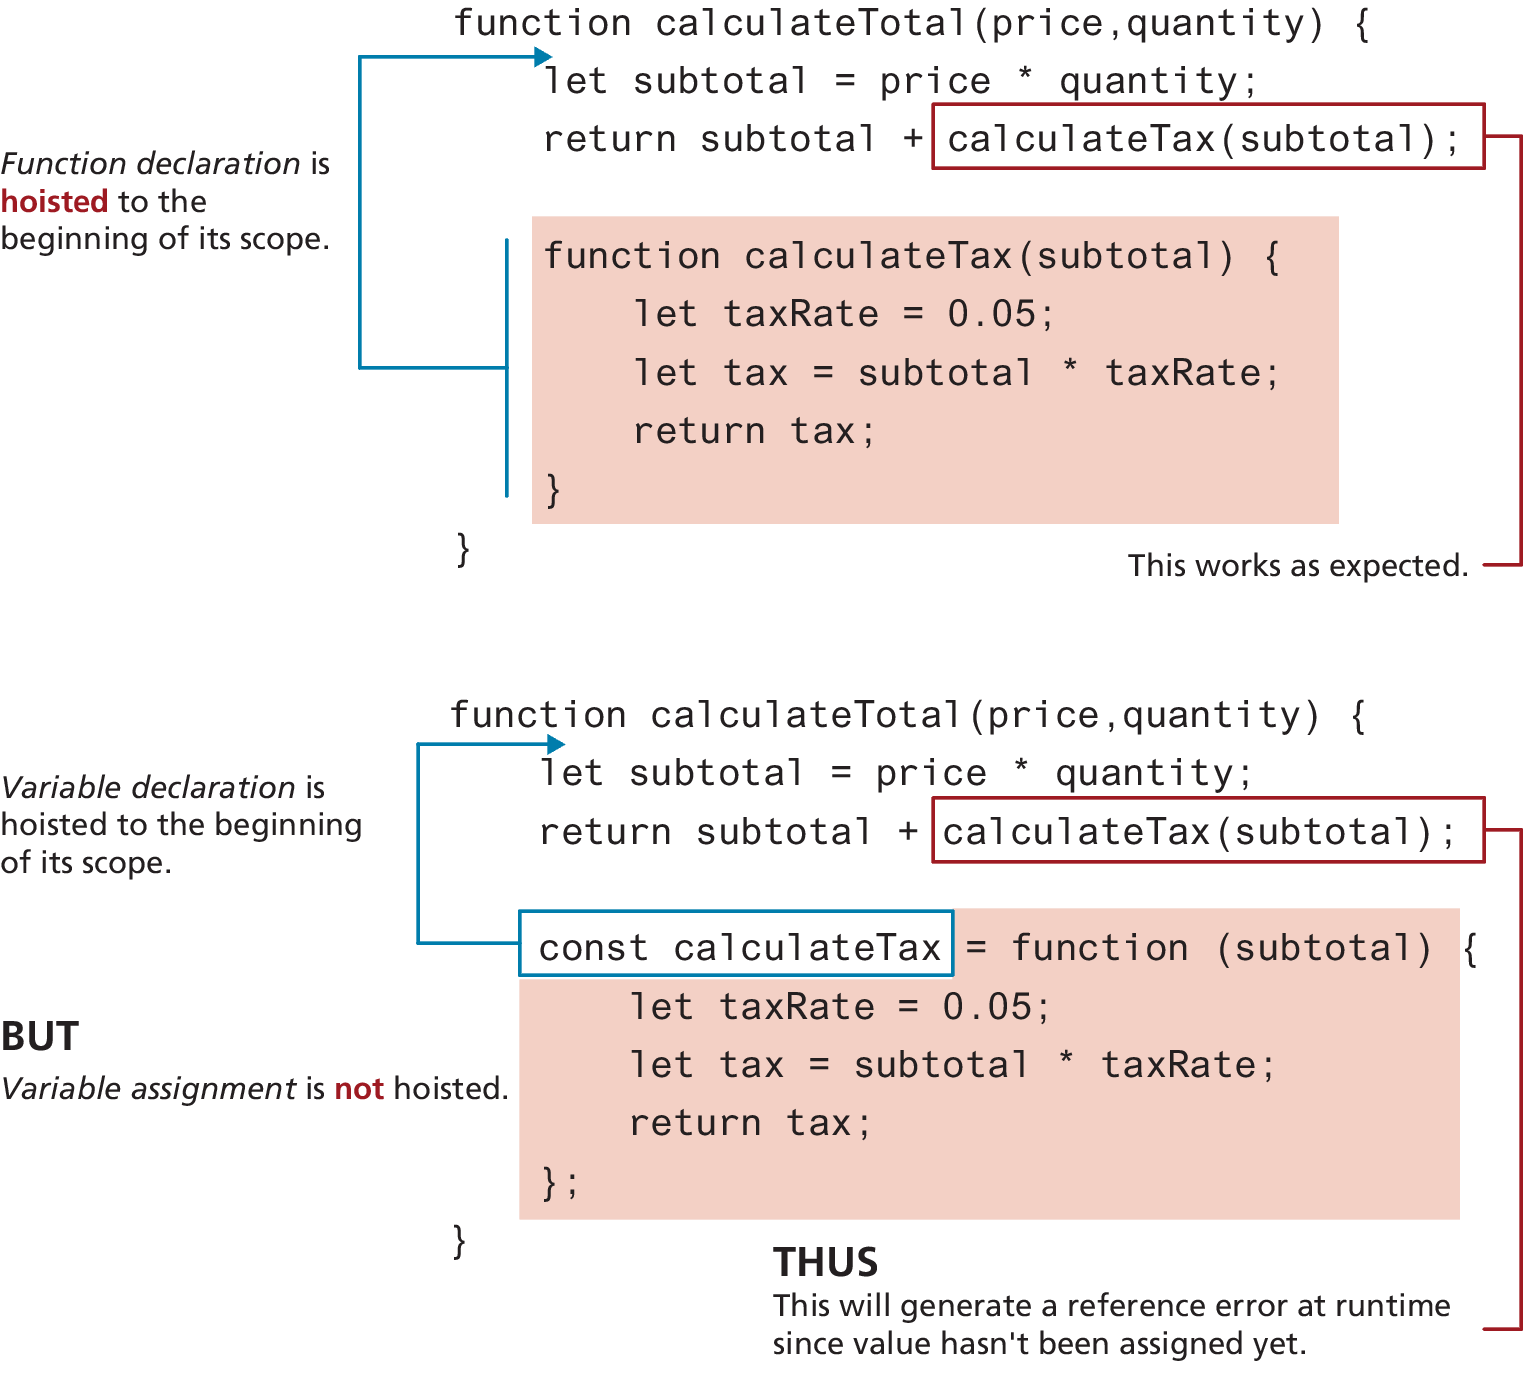 function calculateTotal(price,quantity) {
let subtotal = price * quantity;
return subtotal + calculateTax(subtotal);
Function declaration is
hoisted to the
beginning of its scope.
function calculateTax(subtotal) {
let taxRate = 0.05;
let tax = subtotal * taxRate;
return tax;
}
}
This works as expected.
function calculateTotal(price,quantity) {
let subtotal = price * quantity;
return subtotal + calculateTax(subtotal);
Variable declaration is
hoisted to the beginning
of its scope.
const calculateTax = function (subtotal) {
let taxRate = 0.05;
let tax = subtotal * taxRate;
return tax;
};
}
BUT
Variable assignment is not hoisted.
THUS
This will generate a reference error at runtime
since value hasn't been assigned yet.